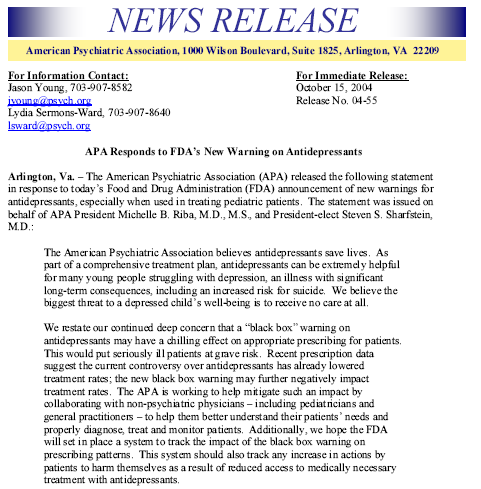 NEWS RELEASE
American Psychiatric Association, 1000 Wilson Boulevard, Suite 1825, Arlington, VA 22209
For Information Contact:
For Immediate Release:
Jason Young, 703-907-8582
October 15, 2004
jyoung@psych.org
Release No. 04-55
Lydia Sermons-Ward, 703-907-8640
lsward@psych.org
APA Responds to FDA's New Warning on Antidepressants
Arlington, Va. – The American Psychiatric Association (APA) released the following statement
in response to today's Food and Drug Administration (FDA) announcement of new warnings for
antidepressants, especially when used in treating pediatric patients. The statement was issued on
behalf of APA President Michelle B. Riba, M.D., M.S., and President-elect Steven S. Sharfstein,
M.D.:
The American Psychiatric Association believes antidepressants save lives. As
part of a comprehensive treatment plan, antidepressants can be extremely helpful
for many young people struggling with depression, an illness with significant
long-term consequences, including an increased risk for suicide. We believe the
biggest threat to a depressed child's well-being is to receive no care at all.
We restate our continued deep concern that a "black box" warning on
antidepressants may have a chilling effect on appropriate prescribing for patients.
This would put seriously ill patients at grave risk. Recent prescription data
suggest the current controversy over antidepressants has already lowered
treatment rates; the new black box warning may further negatively impact
treatment rates. The APA is working to help mitigate such an impact by
collaborating with non-psychiatric physicians – including pediatricians and
general practitioners – to help them better understand their patients' needs and
properly diagnose, treat and monitor patients. Additionally, we hope the FDA
will set in place a system to track the impact of the black box warning on
prescribing patterns. This system should also track any increase in actions by
patients to harm themselves as a result of reduced access to medically necessary
treatment with antidepressants.